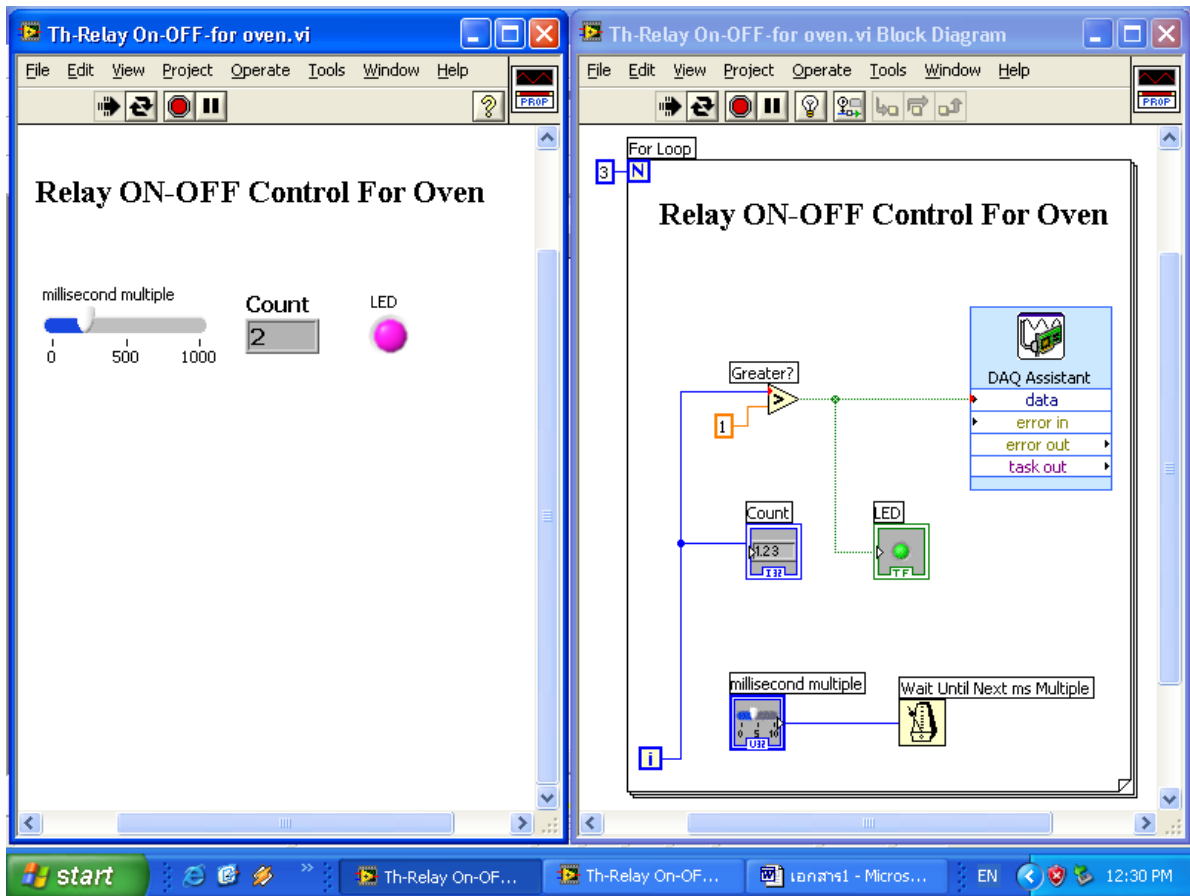 Th-Relay On-OFF-for oven.vi
File Edit View Project Operate Tools Window Help
PROP
Relay ON-OFF Control For Oven
millisecond multiple
0 500 1000
Count
2
LED
Th-Relay On-OFF-for oven.vi Block Diagram
File Edit View Project Operate Tools Window Help
PROP
For Loop
3 N
Relay ON-OFF Control For Oven
Greater?
>
1
DAQ Assistant
data
error in
error out
task out
Count
1.23
I32
LED
TF
millisecond multiple
0 5 10
U32
Wait Until Next ms Multiple
i
start
Th-Relay On-OF...
Th-Relay On-OF...
เอกสาร1 - Micros...
EN
12:30 PM